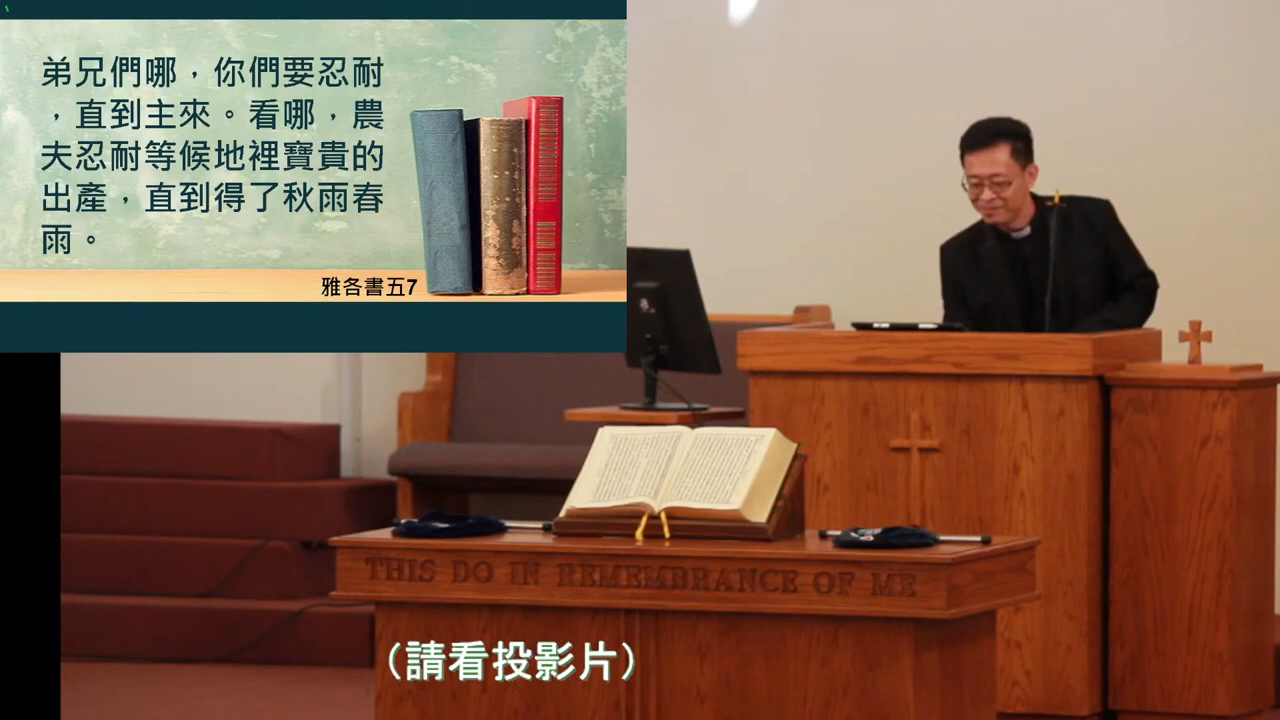 弟兄們哪，你們要忍耐
，直到主來。看哪，農
夫忍耐等候地裡寶貴的
出產，直到得了秋雨春
雨。
雅各書五7
THIS DO IN REMEMBRANCE OF ME
（請看投影片）